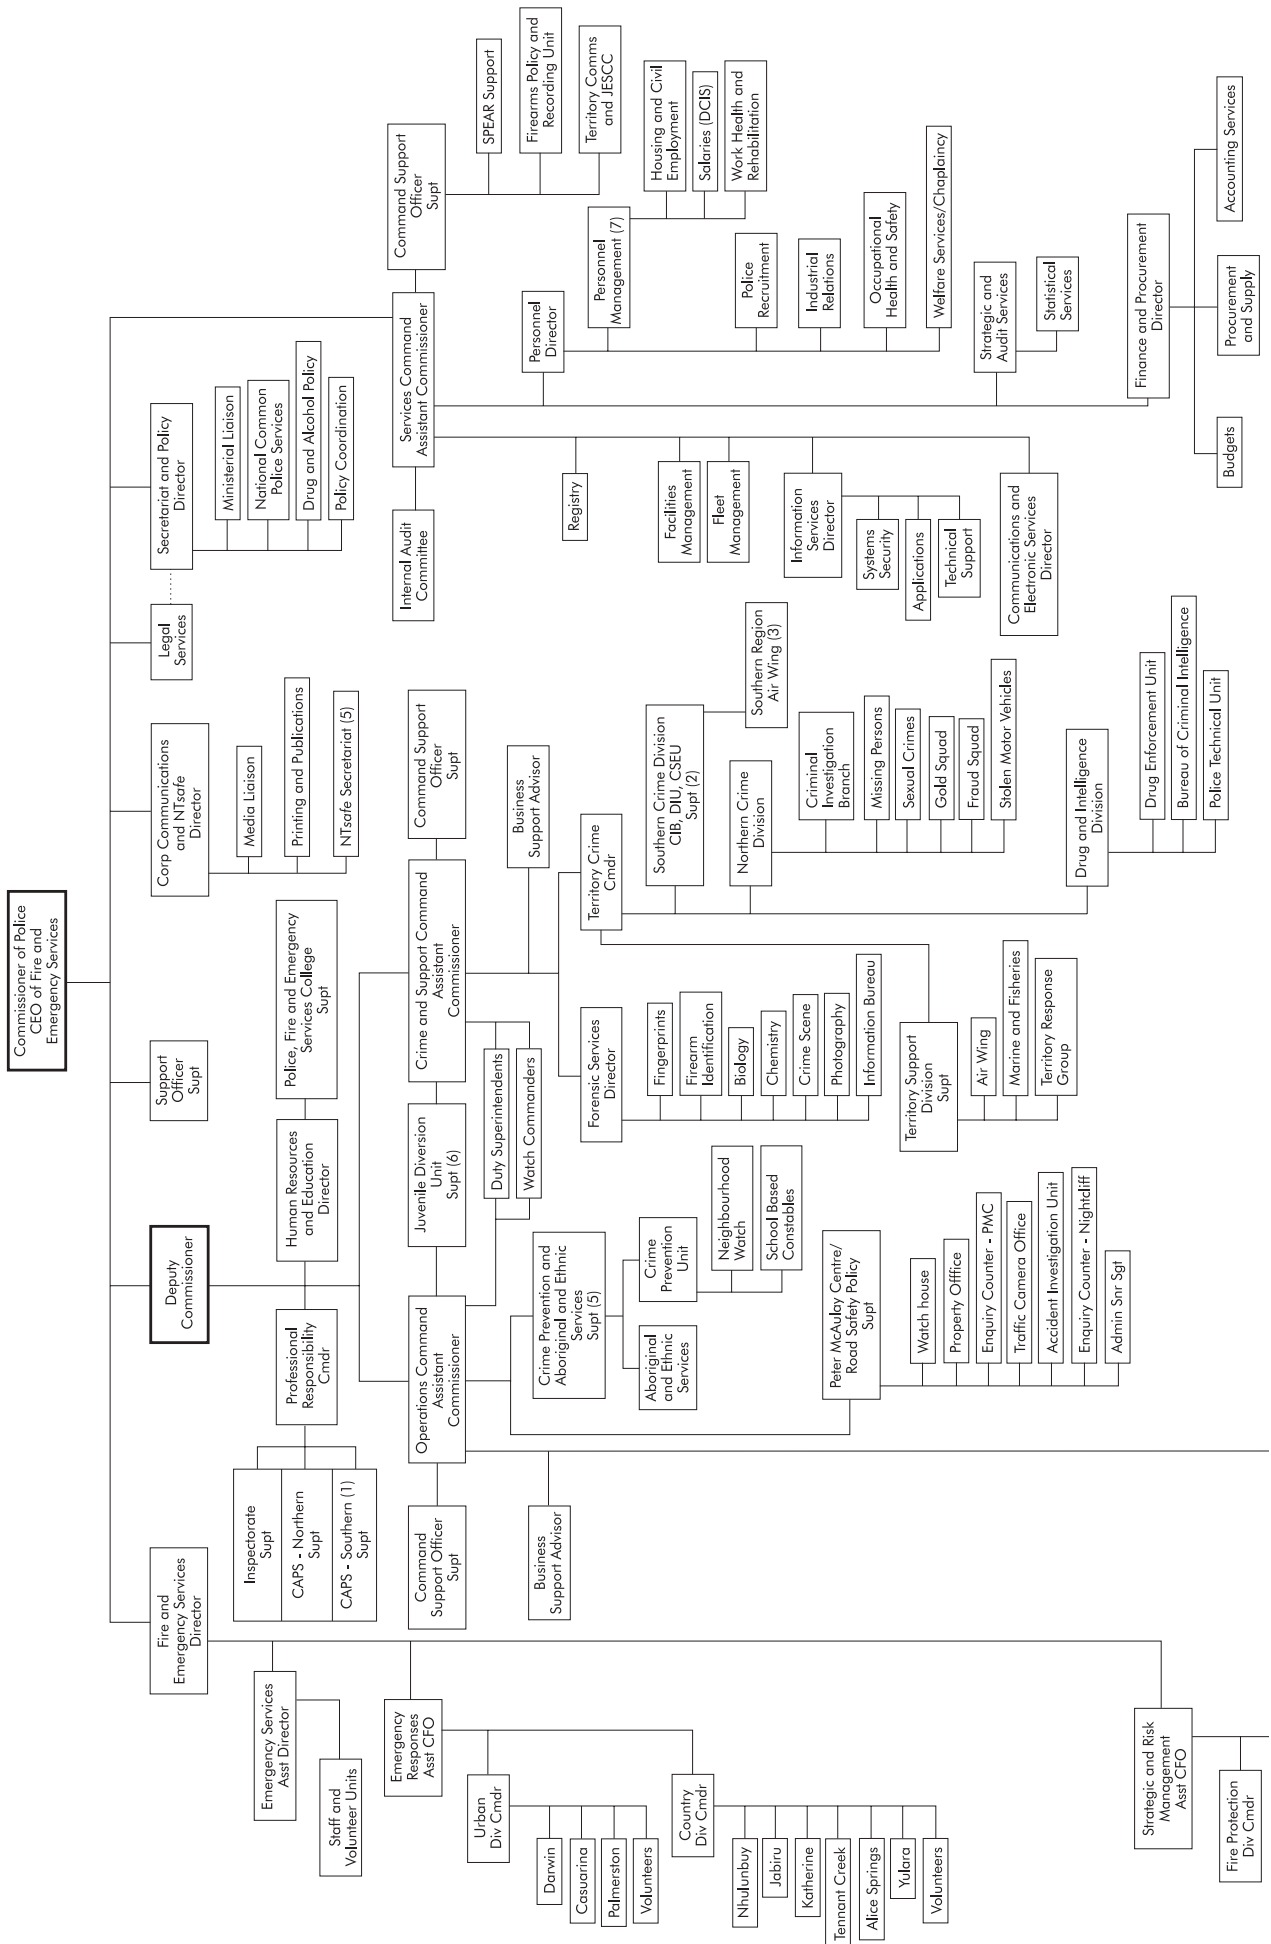 Commissioner of Police
CEO of Fire and
Emergency Services
Fire and
Emergency Services
Director
Deputy
Commissioner
Support
Officer
Supt
Corp Communications
and NTsafe
Director
Legal
Services
Secretariat and Policy
Director
Emergency Services
Asst Director
Staff and
Volunteer Units
Emergency
Responses
Asst CFO
Urban
Div Cmdr
Darwin
Casuarina
Palmerston
Volunteers
Country
Div Cmdr
Nhulunbuy
Jabiru
Katherine
Tennant Creek
Alice Springs
Yulara
Volunteers
Strategic and Risk
Management
Asst CFO
Fire Protection
Div Cmdr
Inspectorate
Supt
CAPS - Northern
Supt
CAPS - Southern (1)
Supt
Professional
Responsibility
Cmdr
Human Resources
and Education
Director
Police, Fire and Emergency
Services College
Supt
Media Liaison
Printing and Publications
NTsafe Secretariat (5)
Ministerial Liaison
National Common
Police Services
Drug and Alcohol Policy
Policy Coordination
Command
Support Officer
Supt
Operations Command
Assistant
Commissioner
Juvenile Diversion
Unit
Supt (6)
Crime and Support Command
Assistant
Commissioner
Command Support
Officer
Supt
Duty Superintendents
Watch Commanders
Business
Support Advisor
Business
Support Advisor
Crime Prevention and
Aboriginal and Ethnic
Services
Supt (5)
Aboriginal
and Ethnic
Services
Crime
Prevention
Unit
Neighbourhood
Watch
School Based
Constables
Peter McAulay Centre/
Road Safety Policy
Supt
Watch house
Property Offfice
Enquiry Counter - PMC
Traffic Camera Office
Accident Investigation Unit
Enquiry Counter - Nightcliff
Admin Snr Sgt
Forensic Services
Director
Fingerprints
Firearm
Identification
Biology
Chemistry
Crime Scene
Photography
Information Bureau
Territory Crime
Cmdr
Southern Crime Division
CIB, DIU, CSEU
Supt (2)
Southern Region
Air Wing (3)
Northern Crime
Division
Criminal
Investigation
Branch
Missing Persons
Sexual Crimes
Gold Squad
Fraud Squad
Stolen Motor Vehicles
Drug and Intelligence
Division
Drug Enforcement Unit
Bureau of Criminal Intelligence
Police Technical Unit
Territory Support
Division
Supt
Air Wing
Marine and Fisheries
Territory Response
Group
Internal Audit
Committee
Services Command
Assistant Commissioner
Command Support
Officer
Supt
SPEAR Support
Firearms Policy and
Recording Unit
Territory Comms
and JESCC
Registry
Facilities
Management
Fleet
Management
Information
Services
Director
Systems
Security
Applications
Technical
Support
Communications and
Electronic Services
Director
Personnel
Director
Personnel
Management (7)
Housing and Civil
Employment
Salaries (DCIS)
Work Health and
Rehabilitation
Police
Recruitment
Industrial
Relations
Occupational
Health and Safety
Welfare Services/Chaplaincy
Strategic and
Audit Services
Statistical
Services
Finance and Procurement
Director
Budgets
Procurement
and Supply
Accounting Services